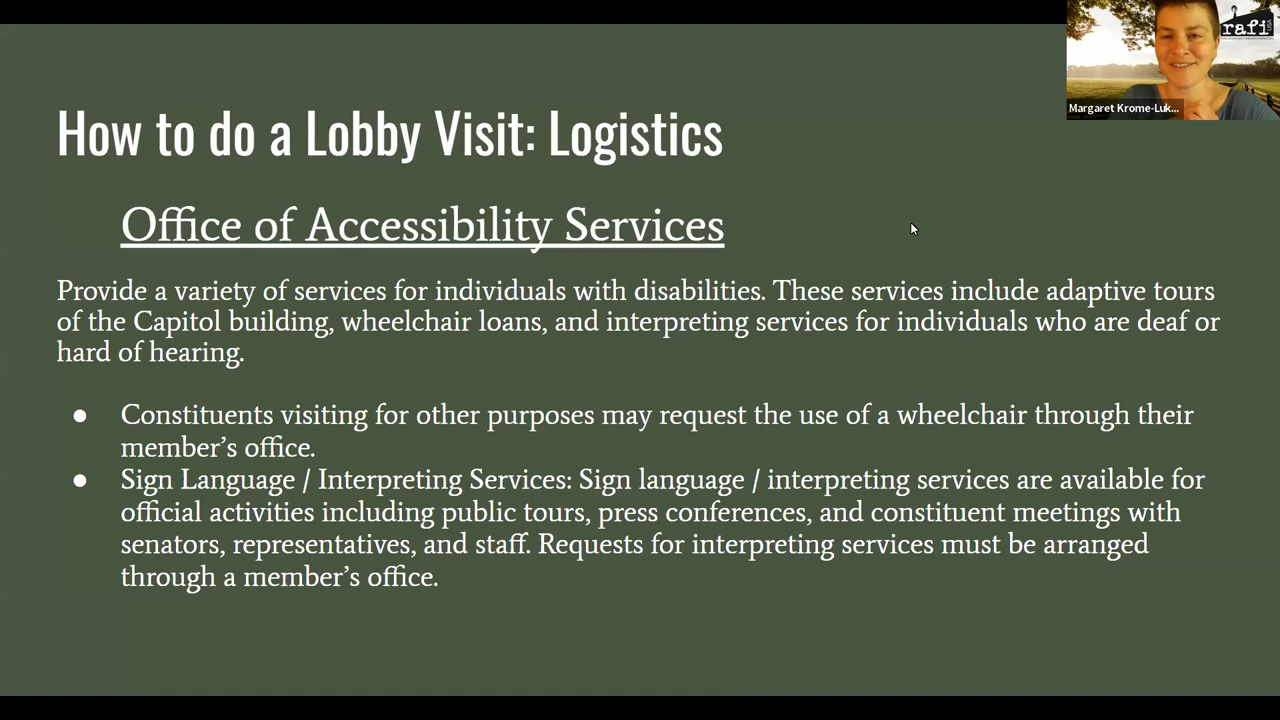 How to do a Lobby Visit: Logistics
Office of Accessibility Services
Provide a variety of services for individuals with disabilities. These services include adaptive tours
of the Capitol building, wheelchair loans, and interpreting services for individuals who are deaf or
hard of hearing.
● Constituents visiting for other purposes may request the use of a wheelchair through their
member’s office.
● Sign Language / Interpreting Services: Sign language / interpreting services are available for
official activities including public tours, press conferences, and constituent meetings with
senators, representatives, and staff. Requests for interpreting services must be arranged
through a member’s office.
rafi
Margaret Krome-Luk...